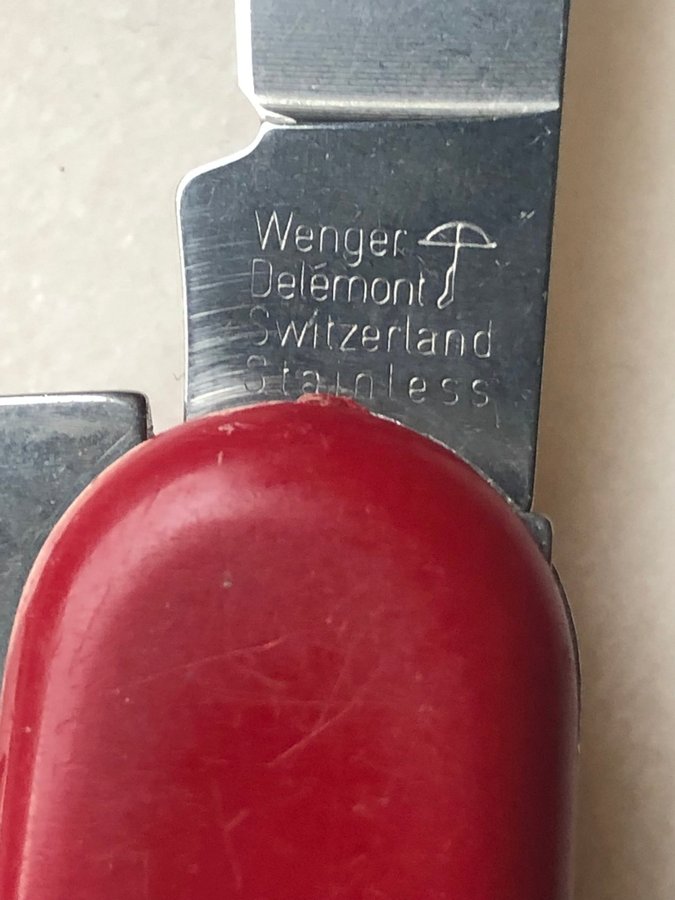 Wenger
Delémont
Switzerland
Stainless